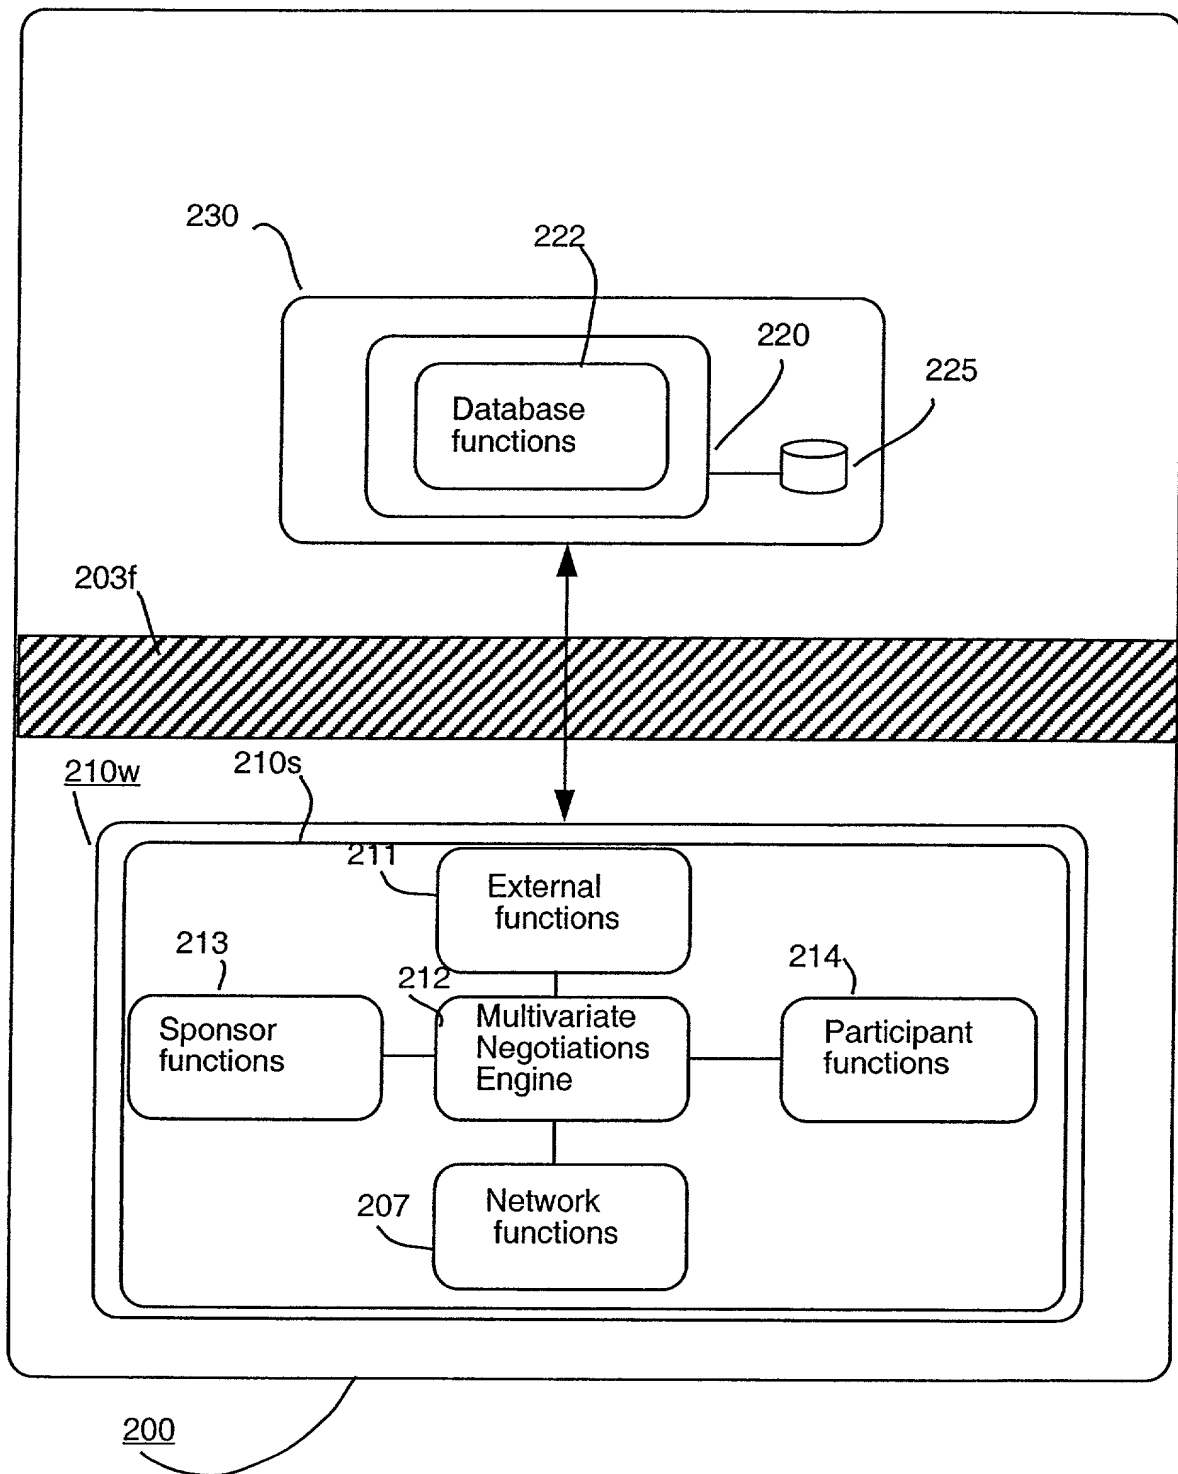 230
222
220
225
Database
functions
203f
210w
210s
211
External
functions
213
212
214
Sponsor
functions
Multivariate
Negotiations
Engine
Participant
functions
207
Network
functions
200